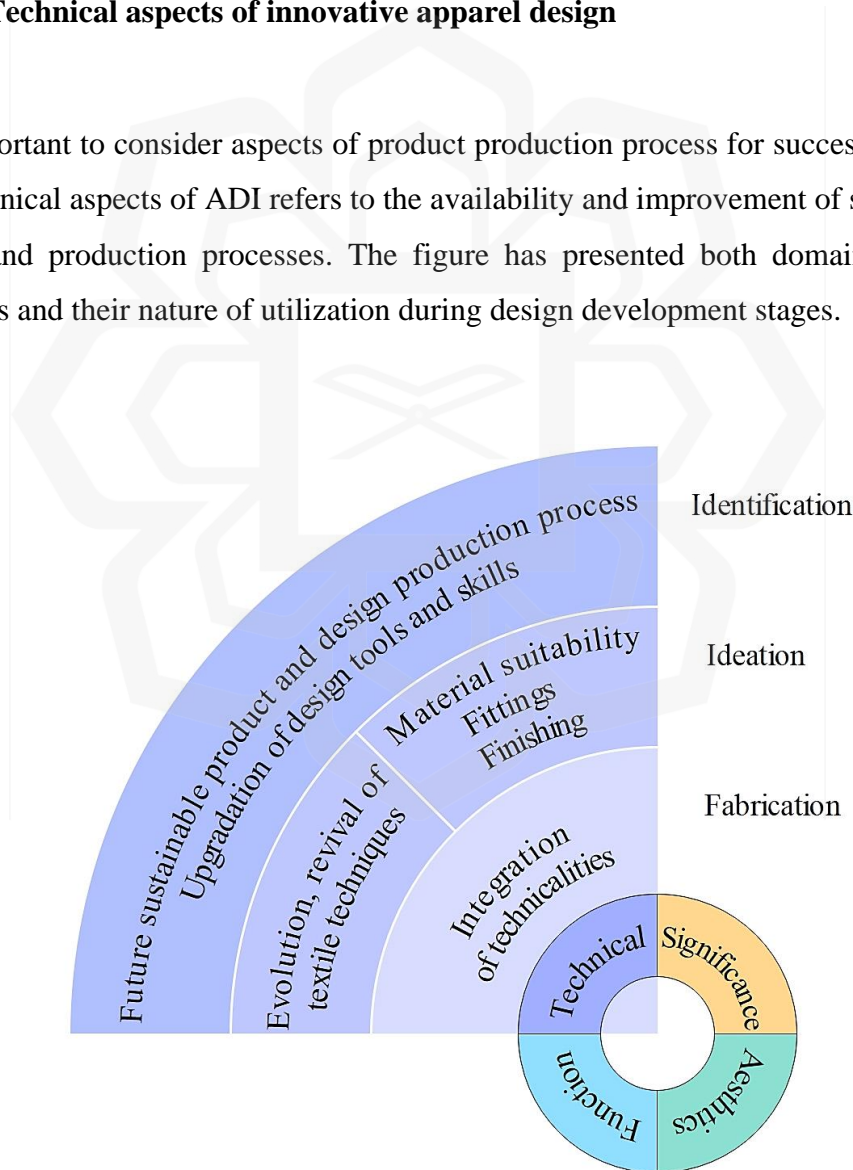 Technical aspects of innovative apparel design
ortant to consider aspects of product production process for succes
nical aspects of ADI refers to the availability and improvement of s
and production processes. The figure has presented both domai
s and their nature of utilization during design development stages.
Future sustainable product and design production process
Upgradation of design tools and skills
Identification
Material suitability
Fittings
Finishing
Ideation
Evolution, revival of
textile techniques
Integration
of technicalities
Fabrication
Technical
Significance
Function
Aesthtics